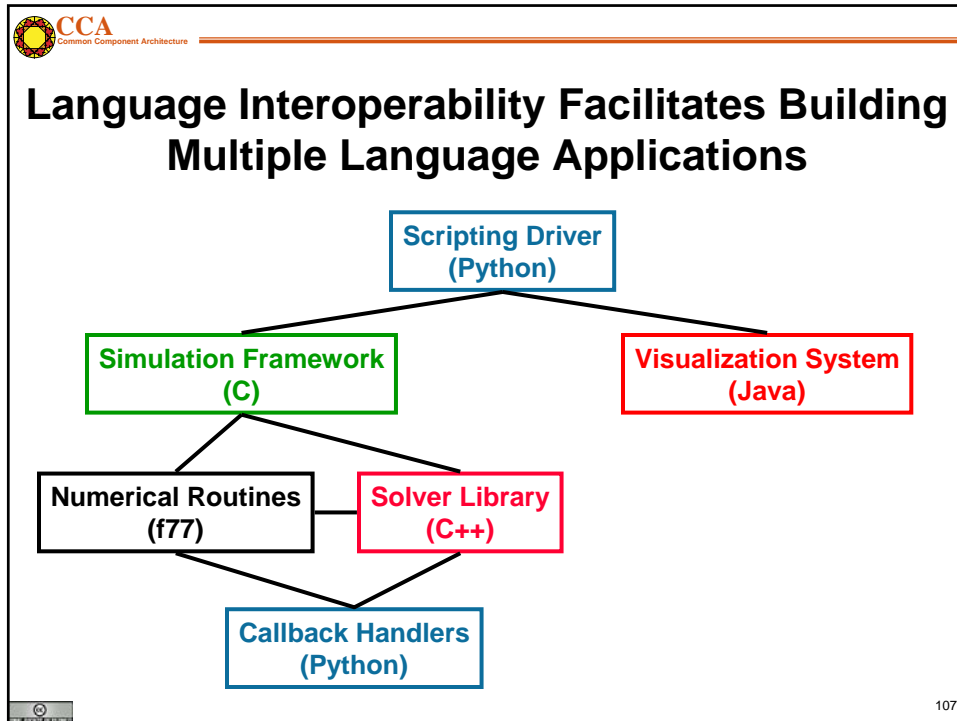 CCA
Common Component Architecture
Language Interoperability Facilitates Building
Multiple Language Applications
Scripting Driver
(Python)
Simulation Framework
(C)
Visualization System
(Java)
Numerical Routines
(f77)
Solver Library
(C++)
Callback Handlers
(Python)
cc
107